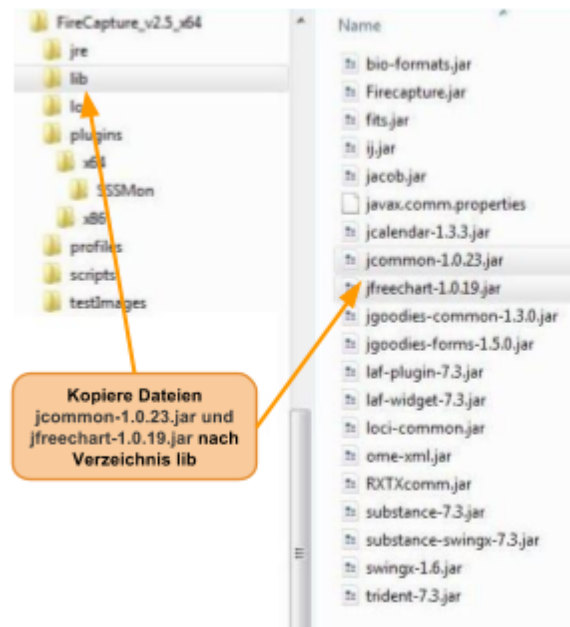 FireCapture_v2.5_x64
jre
lib
plugins
x64
SSSMon
x86
profiles
scripts
testImages
Kopiere Dateien
jcommon-1.0.23.jar und
jfreechart-1.0.19.jar nach
Verzeichnis lib
Name
bio-formats.jar
Firecapture.jar
fits.jar
ij.jar
jacob.jar
javax.comm.properties
jcalendar-1.3.3.jar
jcommon-1.0.23.jar
jfreechart-1.0.19.jar
jgoodies-common-1.3.0.jar
jgoodies-forms-1.5.0.jar
laf-plugin-7.3.jar
laf-widget-7.3.jar
loci-common.jar
ome-xml.jar
RXTXcomm.jar
substance-7.3.jar
substance-swingx-7.3.jar
swingx-1.6.jar
trident-7.3.jar